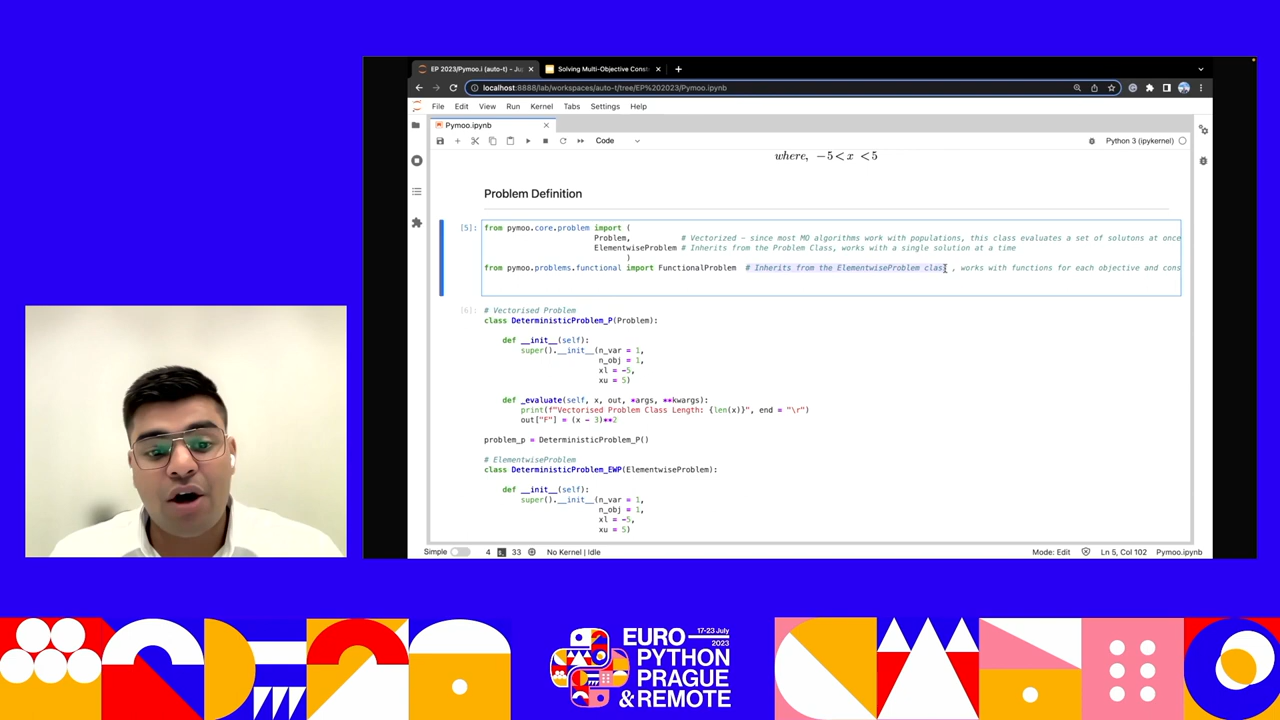 EP 2023/Pymoo.i (auto-t) - Ju
Solving Multi-Objective Const
localhost:8888/lab/workspaces/auto-t/tree/EP%202023/Pymoo.ipynb
File Edit View Run Kernel Tabs Settings Help
Pymoo.ipynb
Code
Python 3 (ipykernel)
where, −5 < x < 5
Problem Definition
[5]:
from pymoo.core.problem import (
Problem, # Vectorized - since most MO algorithms work with populations, this class evaluates a set of solutons at once
ElementwiseProblem # Inherits from the Problem Class, works with a single solution at a time
)
from pymoo.problems.functional import FunctionalProblem # Inherits from the ElementwiseProblem class , works with functions for each objective and cons
[6]:
# Vectorised Problem
class DeterministicProblem_P(Problem):
def __init__(self):
super().__init__(n_var = 1,
n_obj = 1,
xl = -5,
xu = 5)
def _evaluate(self, x, out, *args, **kwargs):
print(f"Vectorised Problem Class Length: {len(x)}", end = "\r")
out["F"] = (x - 3)**2
problem_p = DeterministicProblem_P()
# ElementwiseProblem
class DeterministicProblem_EWP(ElementwiseProblem):
def __init__(self):
super().__init__(n_var = 1,
n_obj = 1,
xl = -5,
xu = 5)
Simple 4 33 No Kernel | Idle Mode: Edit Ln 5, Col 102 Pymoo.ipynb
EURO 17-23 July
2023
PYTHON
PRAGUE
& REMOTE